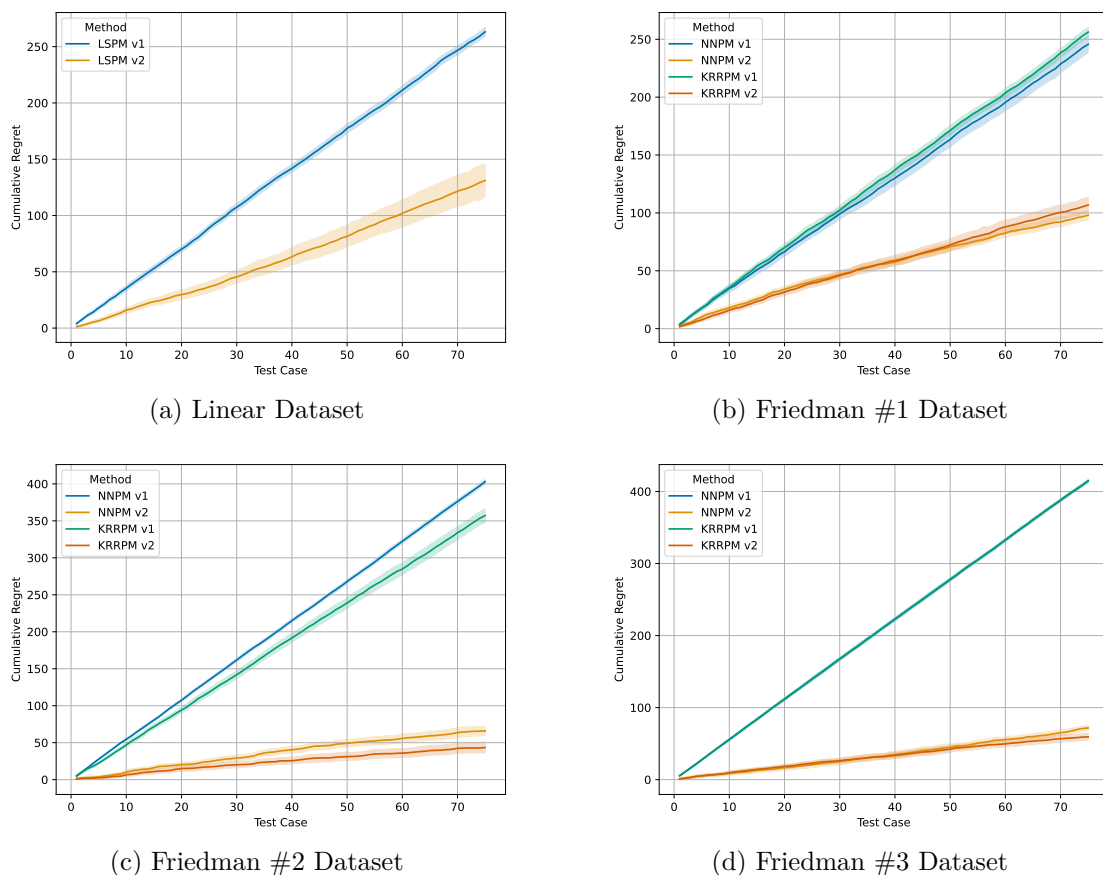 Method
LSPM v1
LSPM v2
Cumulative Regret
250
200
150
100
50
0
0 10 20 30 40 50 60 70
Test Case
(a) Linear Dataset
Method
NNPM v1
NNPM v2
KRRPM v1
KRRPM v2
Cumulative Regret
250
200
150
100
50
0
0 10 20 30 40 50 60 70
Test Case
(b) Friedman #1 Dataset
Method
NNPM v1
NNPM v2
KRRPM v1
KRRPM v2
Cumulative Regret
400
350
300
250
200
150
100
50
0
0 10 20 30 40 50 60 70
Test Case
(c) Friedman #2 Dataset
Method
NNPM v1
NNPM v2
KRRPM v1
KRRPM v2
Cumulative Regret
400
300
200
100
0
0 10 20 30 40 50 60 70
Test Case
(d) Friedman #3 Dataset